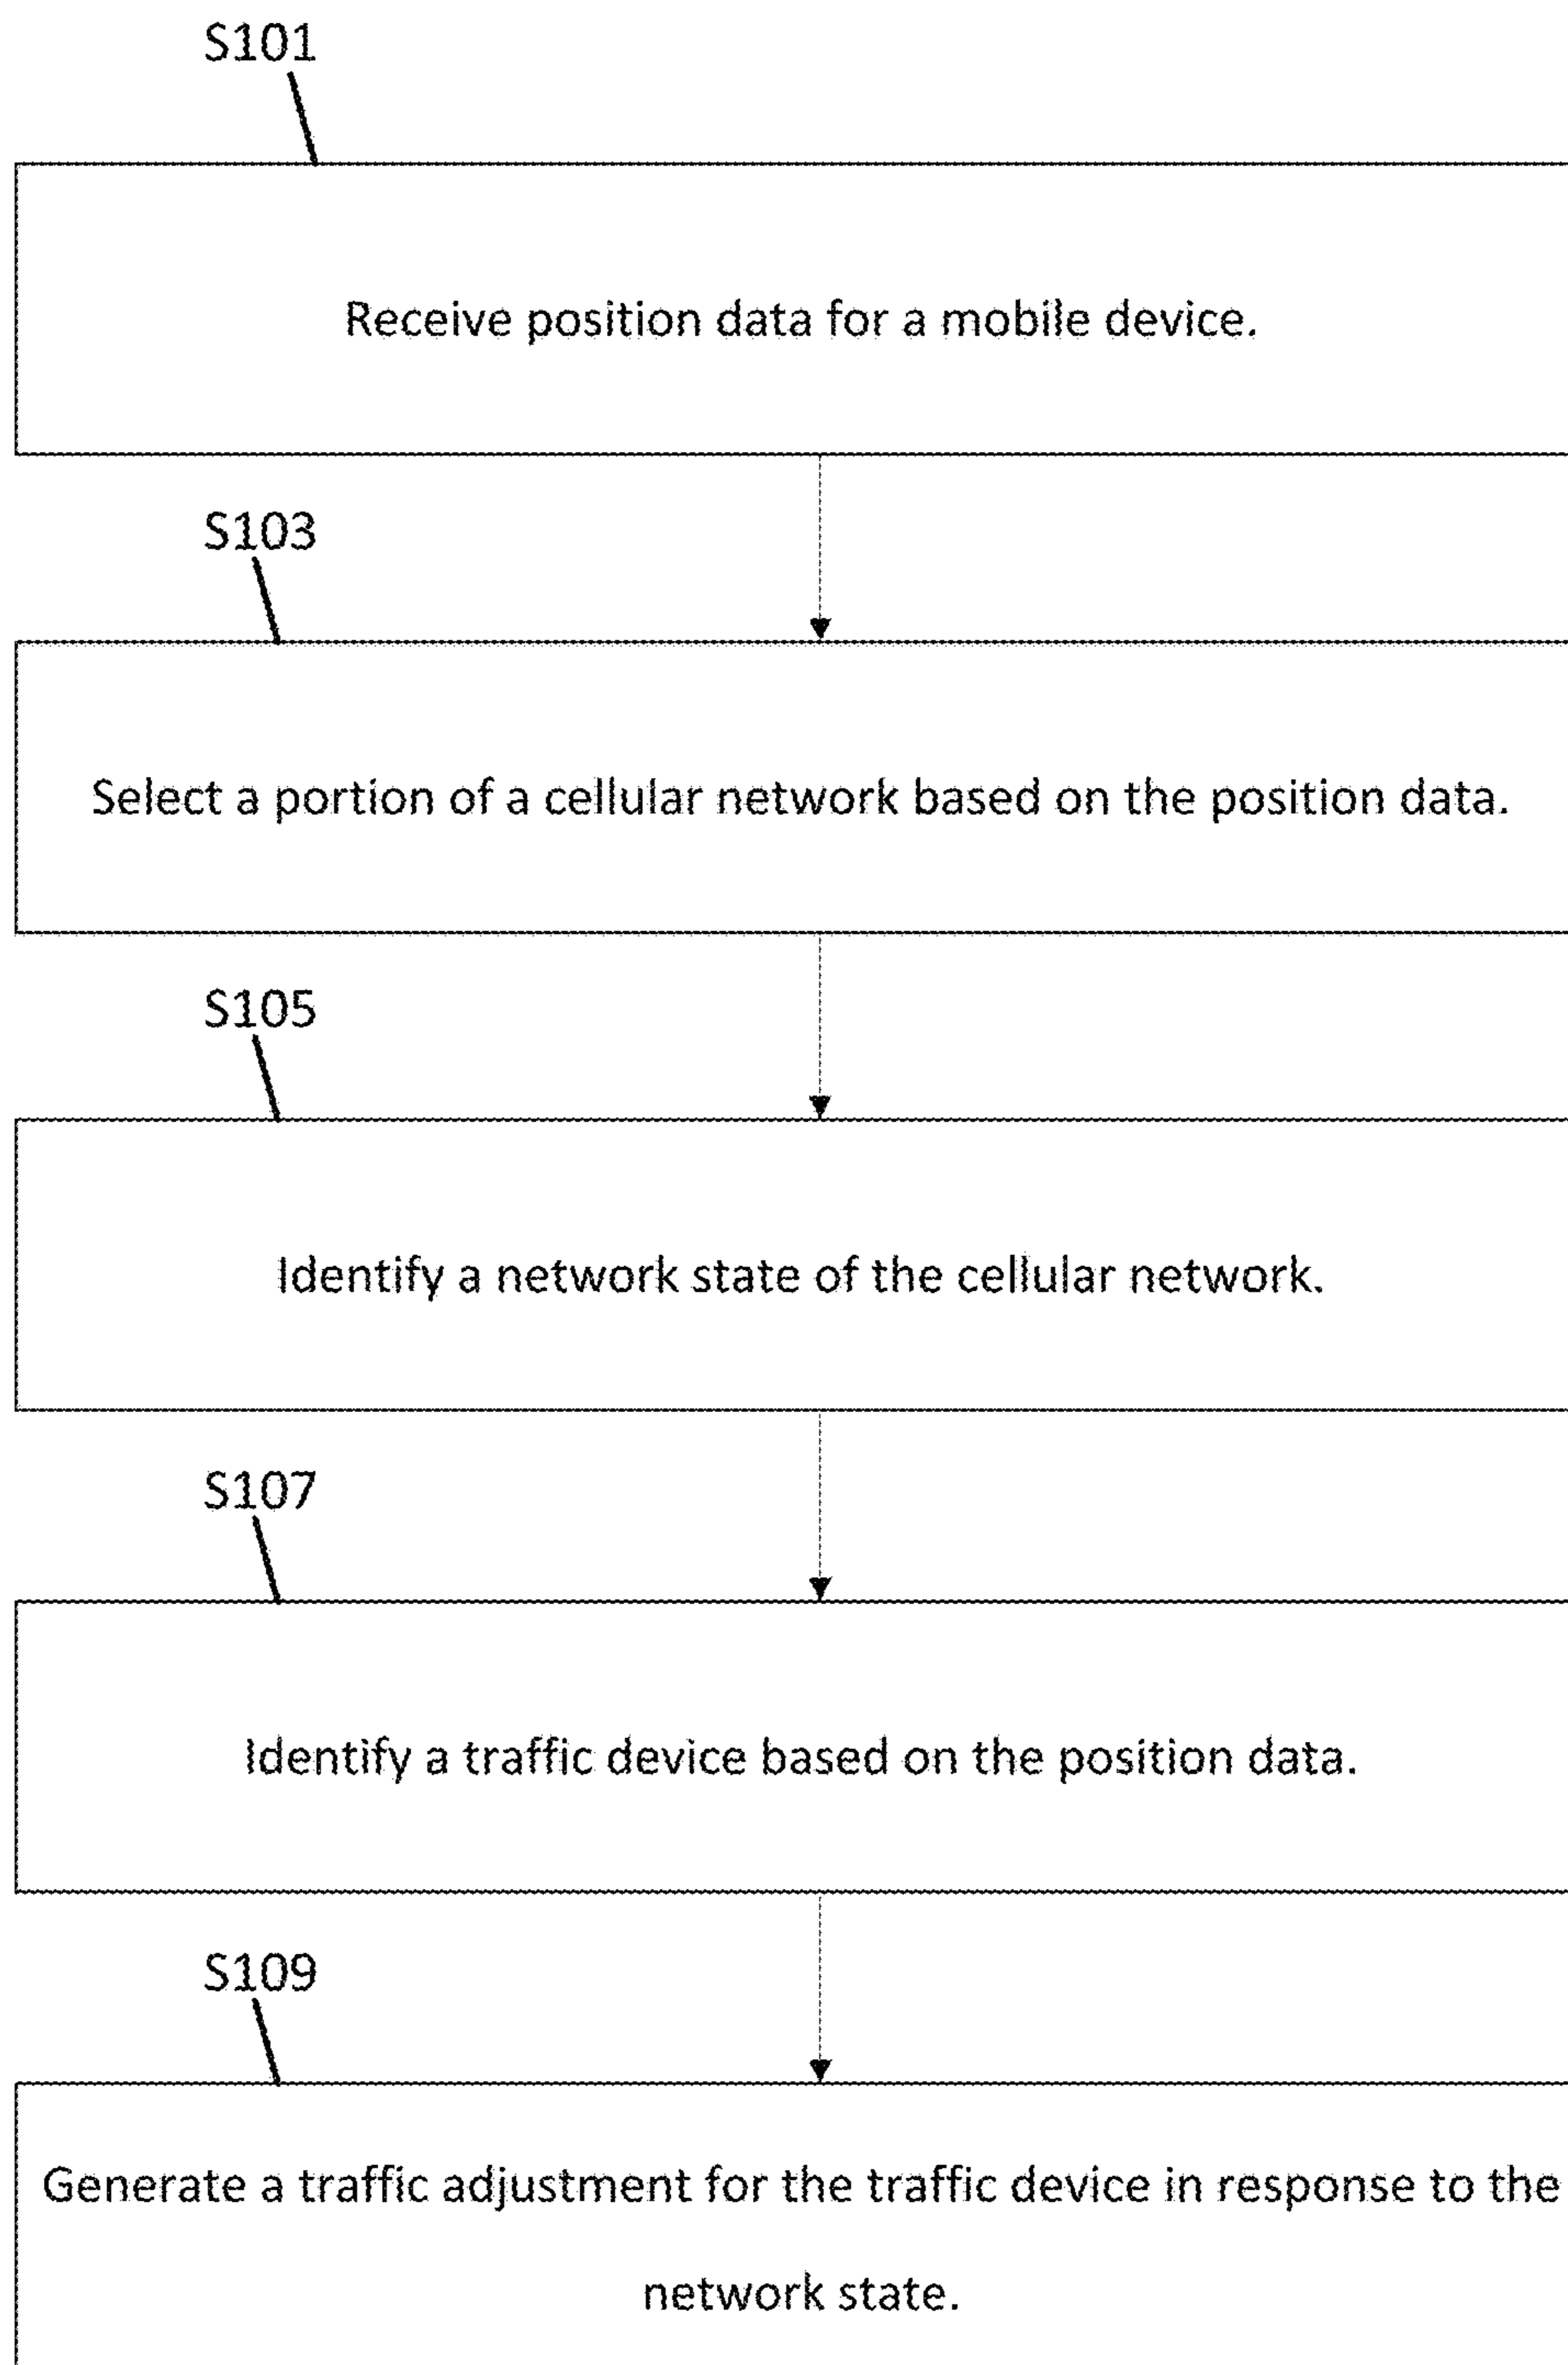 S101
Receive position data for a mobile device.
S103
Select a portion of a cellular network based on the position data.
S105
Identify a network state of the cellular network.
S107
Identify a traffic device based on the position data.
S109
Generate a traffic adjustment for the traffic device in response to the
network state.